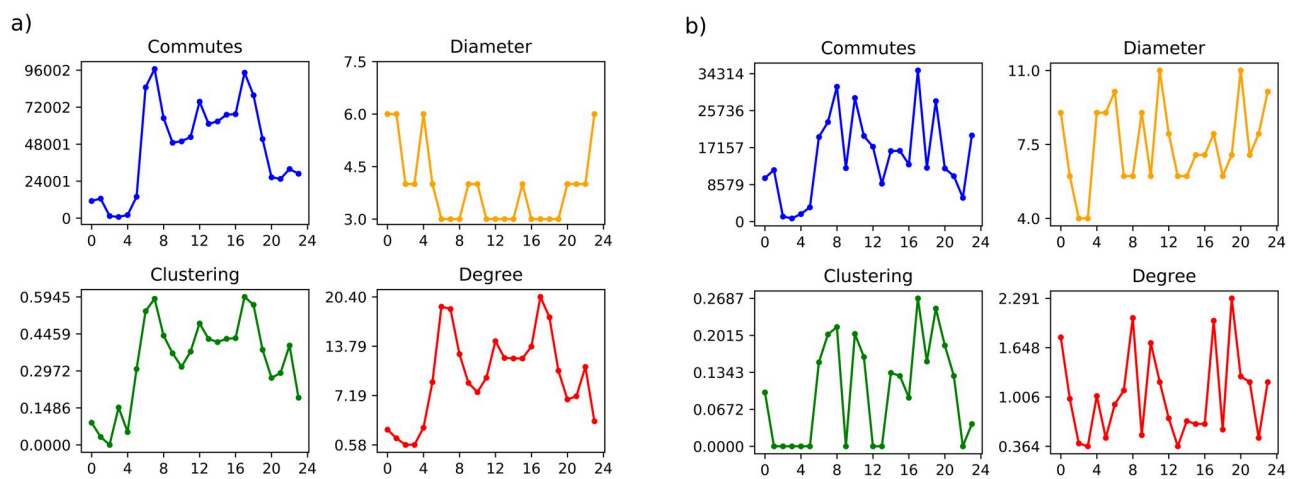 a)
Commutes
96002
72002
48001
24001
0
0 4 8 12 16 20 24
Diameter
7.5
6.0
4.5
3.0
0 4 8 12 16 20 24
Clustering
0.5945
0.4459
0.2972
0.1486
0.0000
0 4 8 12 16 20 24
Degree
20.40
13.79
7.19
0.58
0 4 8 12 16 20 24
b)
Commutes
34314
25736
17157
8579
0
0 4 8 12 16 20 24
Diameter
11.0
7.5
4.0
0 4 8 12 16 20 24
Clustering
0.2687
0.2015
0.1343
0.0672
0.0000
0 4 8 12 16 20 24
Degree
2.291
1.648
1.006
0.364
0 4 8 12 16 20 24